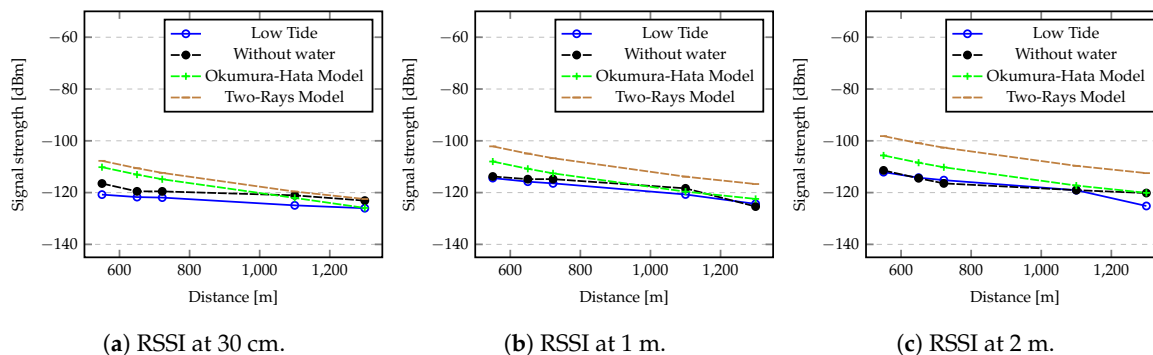 −60
−80
−100
−120
−140
600
800
1,000
1,200
Signal strength [dBm]
Distance [m]
Low Tide
Without water
Okumura-Hata Model
Two-Rays Model
(a) RSSI at 30 cm.
−60
−80
−100
−120
−140
600
800
1,000
1,200
Signal strength [dBm]
Distance [m]
Low Tide
Without water
Okumura-Hata Model
Two-Rays Model
(b) RSSI at 1 m.
−60
−80
−100
−120
−140
600
800
1,000
1,200
Signal strength [dBm]
Distance [m]
Low Tide
Without water
Okumura-Hata Model
Two-Rays Model
(c) RSSI at 2 m.